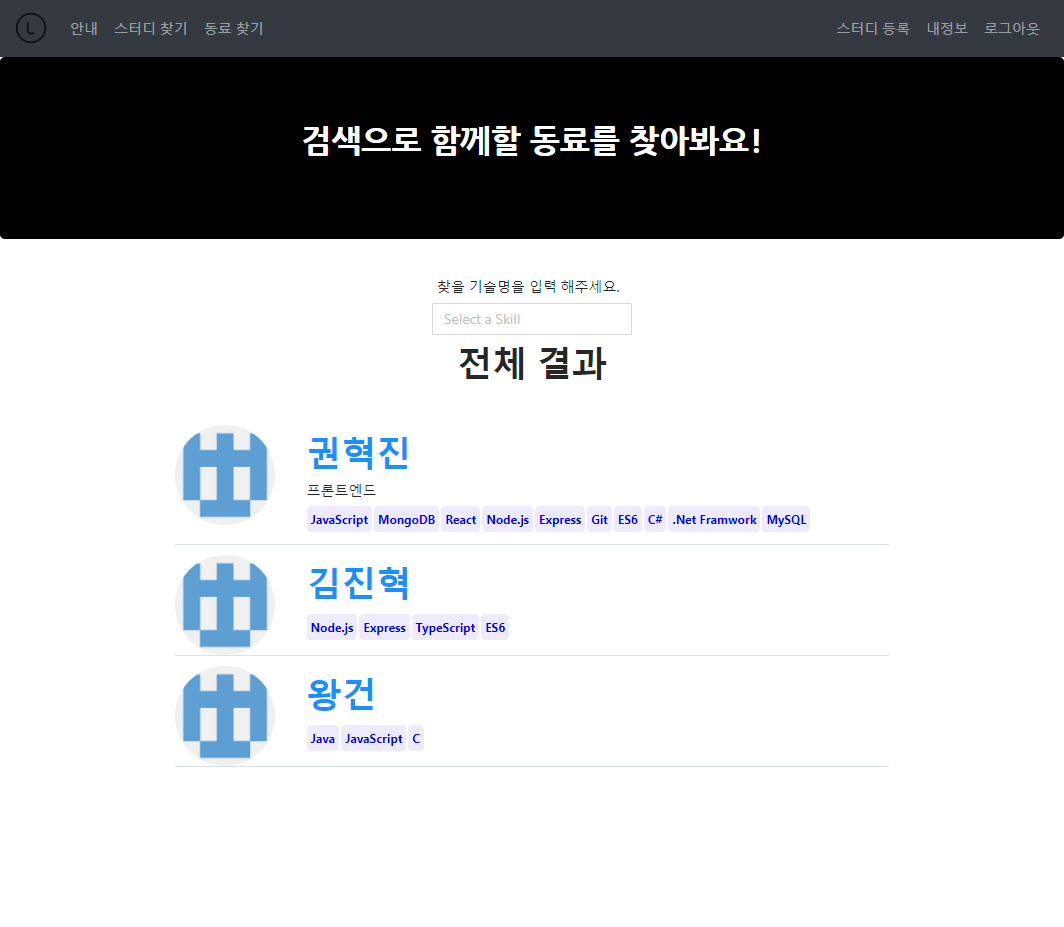 L 안내 스터디 찾기 동료 찾기 스터디 등록 내정보 로그아웃
검색으로 함께할 동료를 찾아봐요!
찾을 기술명을 입력 해주세요.
Select a Skill
전체 결과
권혁진
프론트엔드
JavaScript MongoDB React Node.js Express Git ES6 C# .Net Framwork MySQL
김진혁
Node.js Express TypeScript ES6
왕건
Java JavaScript C